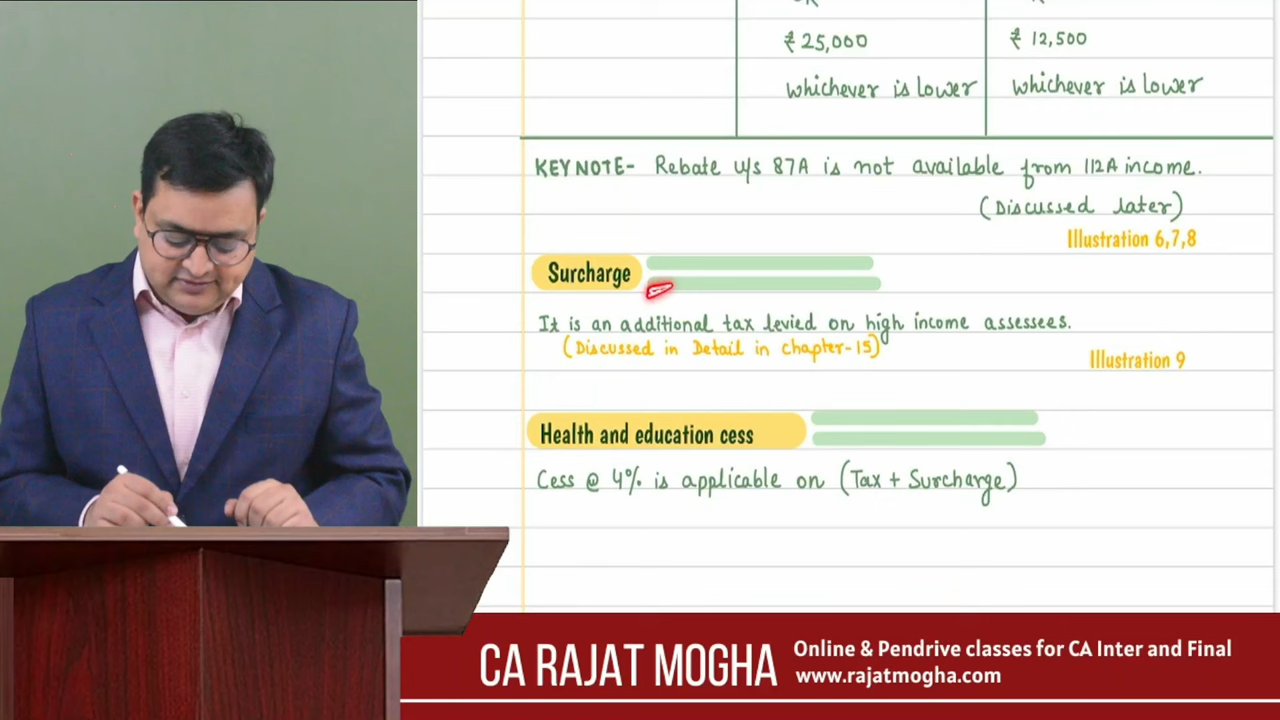 ₹ 25,000 ₹ 12,500
whichever is lower whichever is lower
KEY NOTE- Rebate u/s 87A is not available from 112A income.
(Discussed later)
Illustration 6,7,8
Surcharge
It is an additional tax levied on high income assessees.
(Discussed in Detail in chapter-15)
Illustration 9
Health and education cess
Cess @ 4% is applicable on (Tax + Surcharge)
CA RAJAT MOGHA
Online & Pendrive classes for CA Inter and Final
www.rajatmogha.com